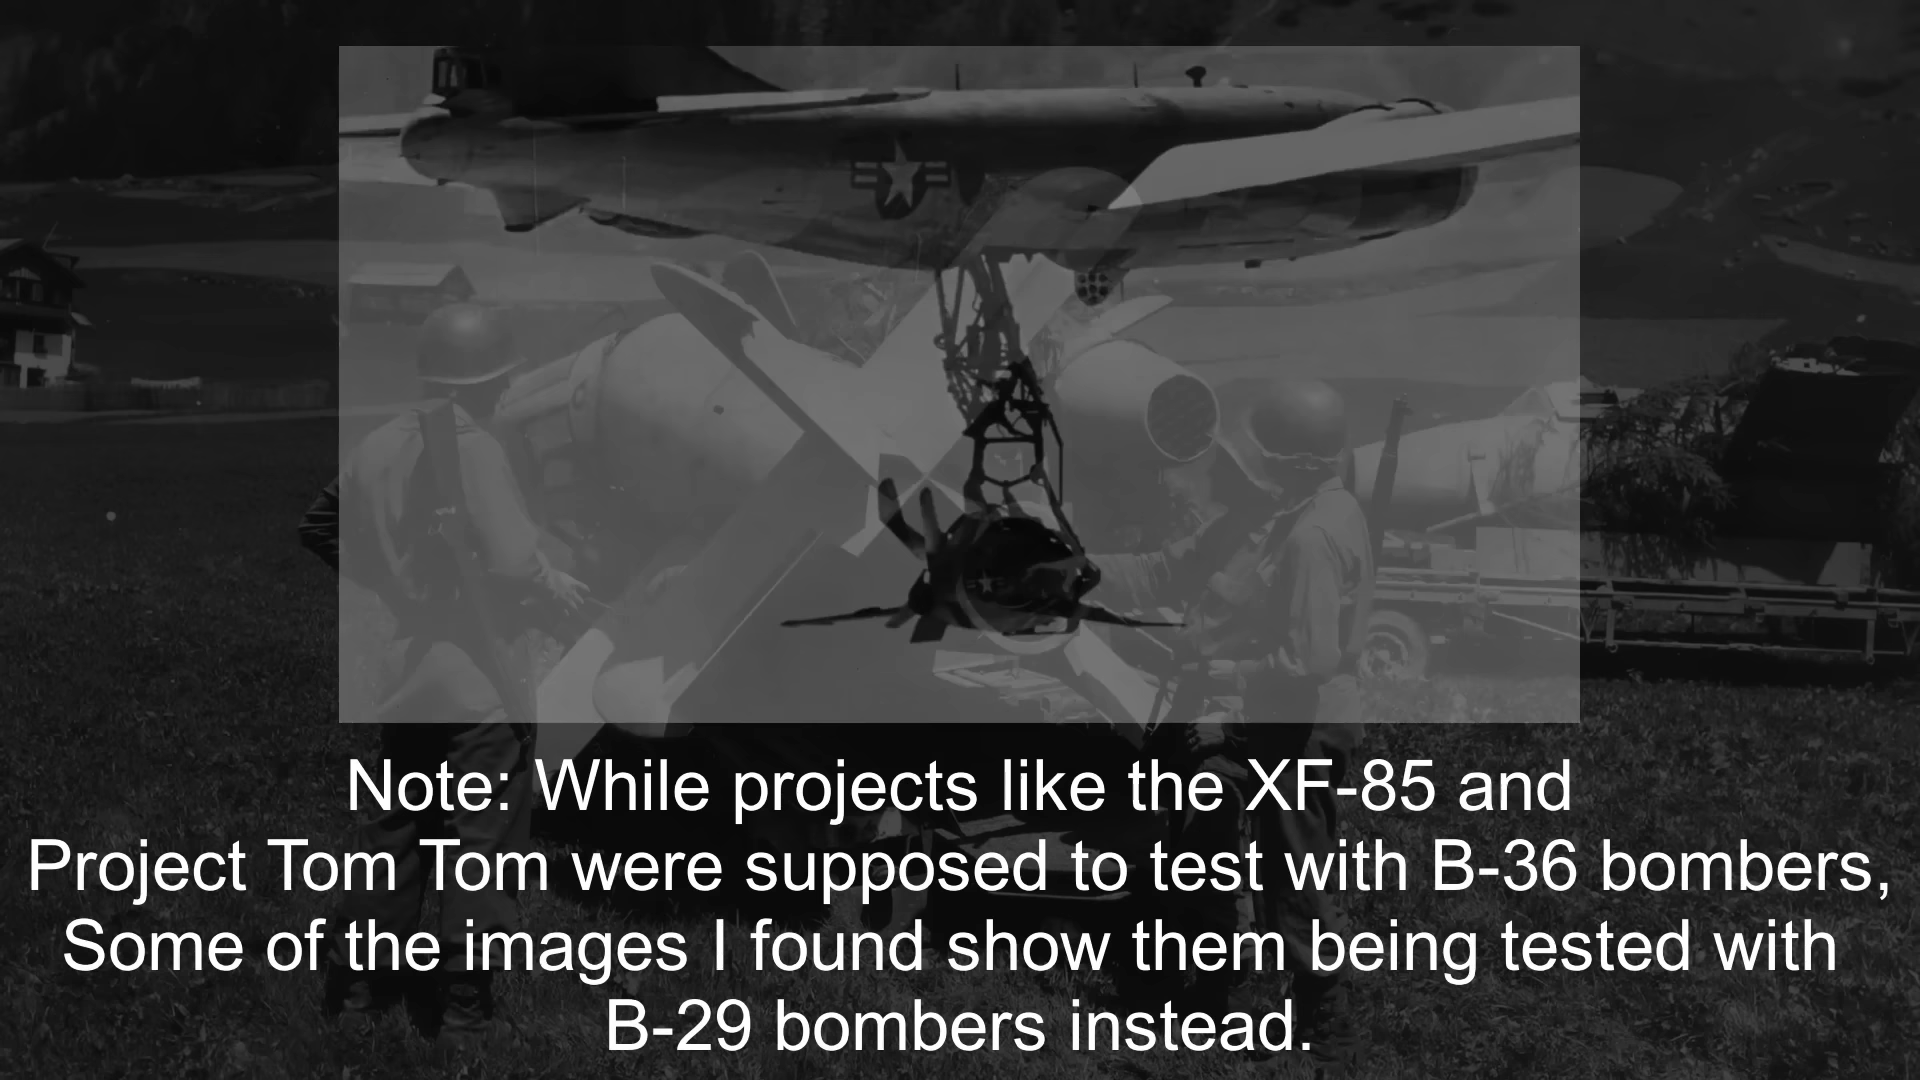 Note: While projects like the XF-85 and
Project Tom Tom were supposed to test with B-36 bombers,
Some of the images I found show them being tested with
B-29 bombers instead.